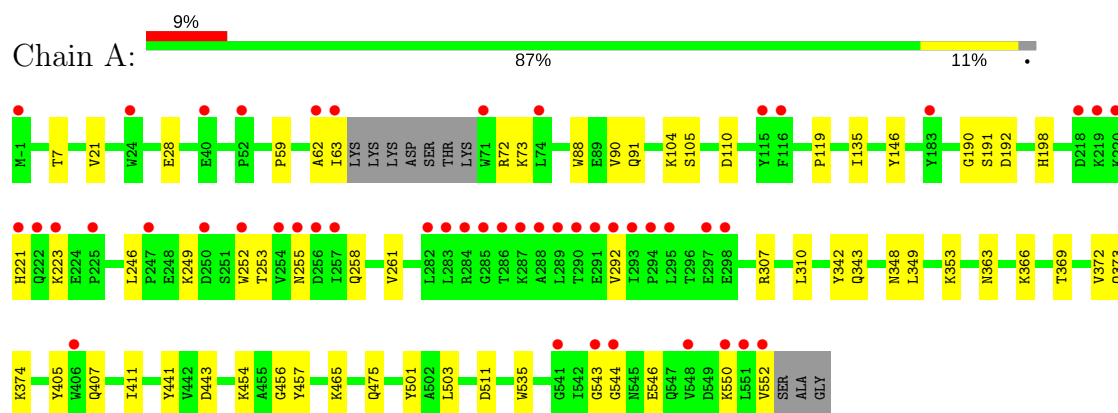 9%
Chain A:
87% 11% •
M-1 T7 V21 W24 E28 E40 P52 P59 A62 I63 LYS LYS LYS ASP SER THR LYS W71 R72 K73 L74 W88 E89 V90 Q91 K104 S105 D110 Y115 F116 P119 I135 Y146 Y183 G190 S191 D192 H198 D218 K219 K220
H221 Q222 K223 E224 P225 L246 P247 E248 K249 D250 S251 W252 T253 V254 N255 D256 I257 Q258 V261 L282 L283 R284 G285 T286 K287 A288 L289 T290 E291 V292 I293 P294 L295 T296 E297 E298 R307 L310 Y342 Q343 N348 L349 K353 N363 K366 T369 V372 Q373
K374 Y405 W406 Q407 I411 Y441 V442 D443 K454 A455 G456 Y457 K465 Q475 Y501 A502 L503 D511 W535 G541 I542 G543 G544 N545 E546 Q547 V548 D549 K550 L551 V552 SER ALA GLY